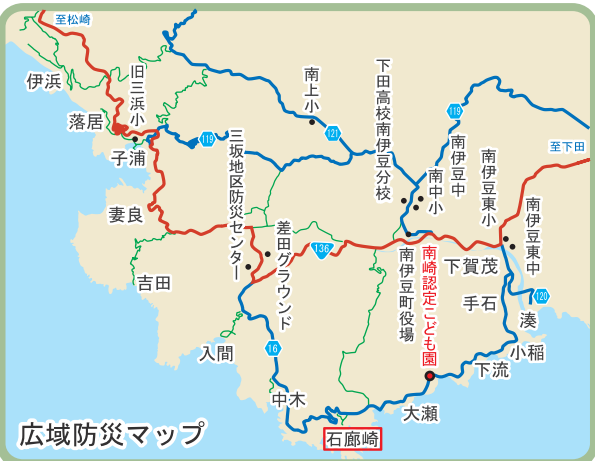 至松崎
伊浜
旧三浜小
落居
子浦
119
三坂地区防災センター
南上小
121
下田高校南伊豆分校
119
南伊豆中
南中小
南伊豆東小
至下田
南伊豆東中
妻良
差田グラウンド
136
南伊豆町役場
南崎認定こども園
下賀茂
手石
120
湊
吉田
入間
16
小稲
下流
中木
大瀬
石廊崎
広域防災マップ